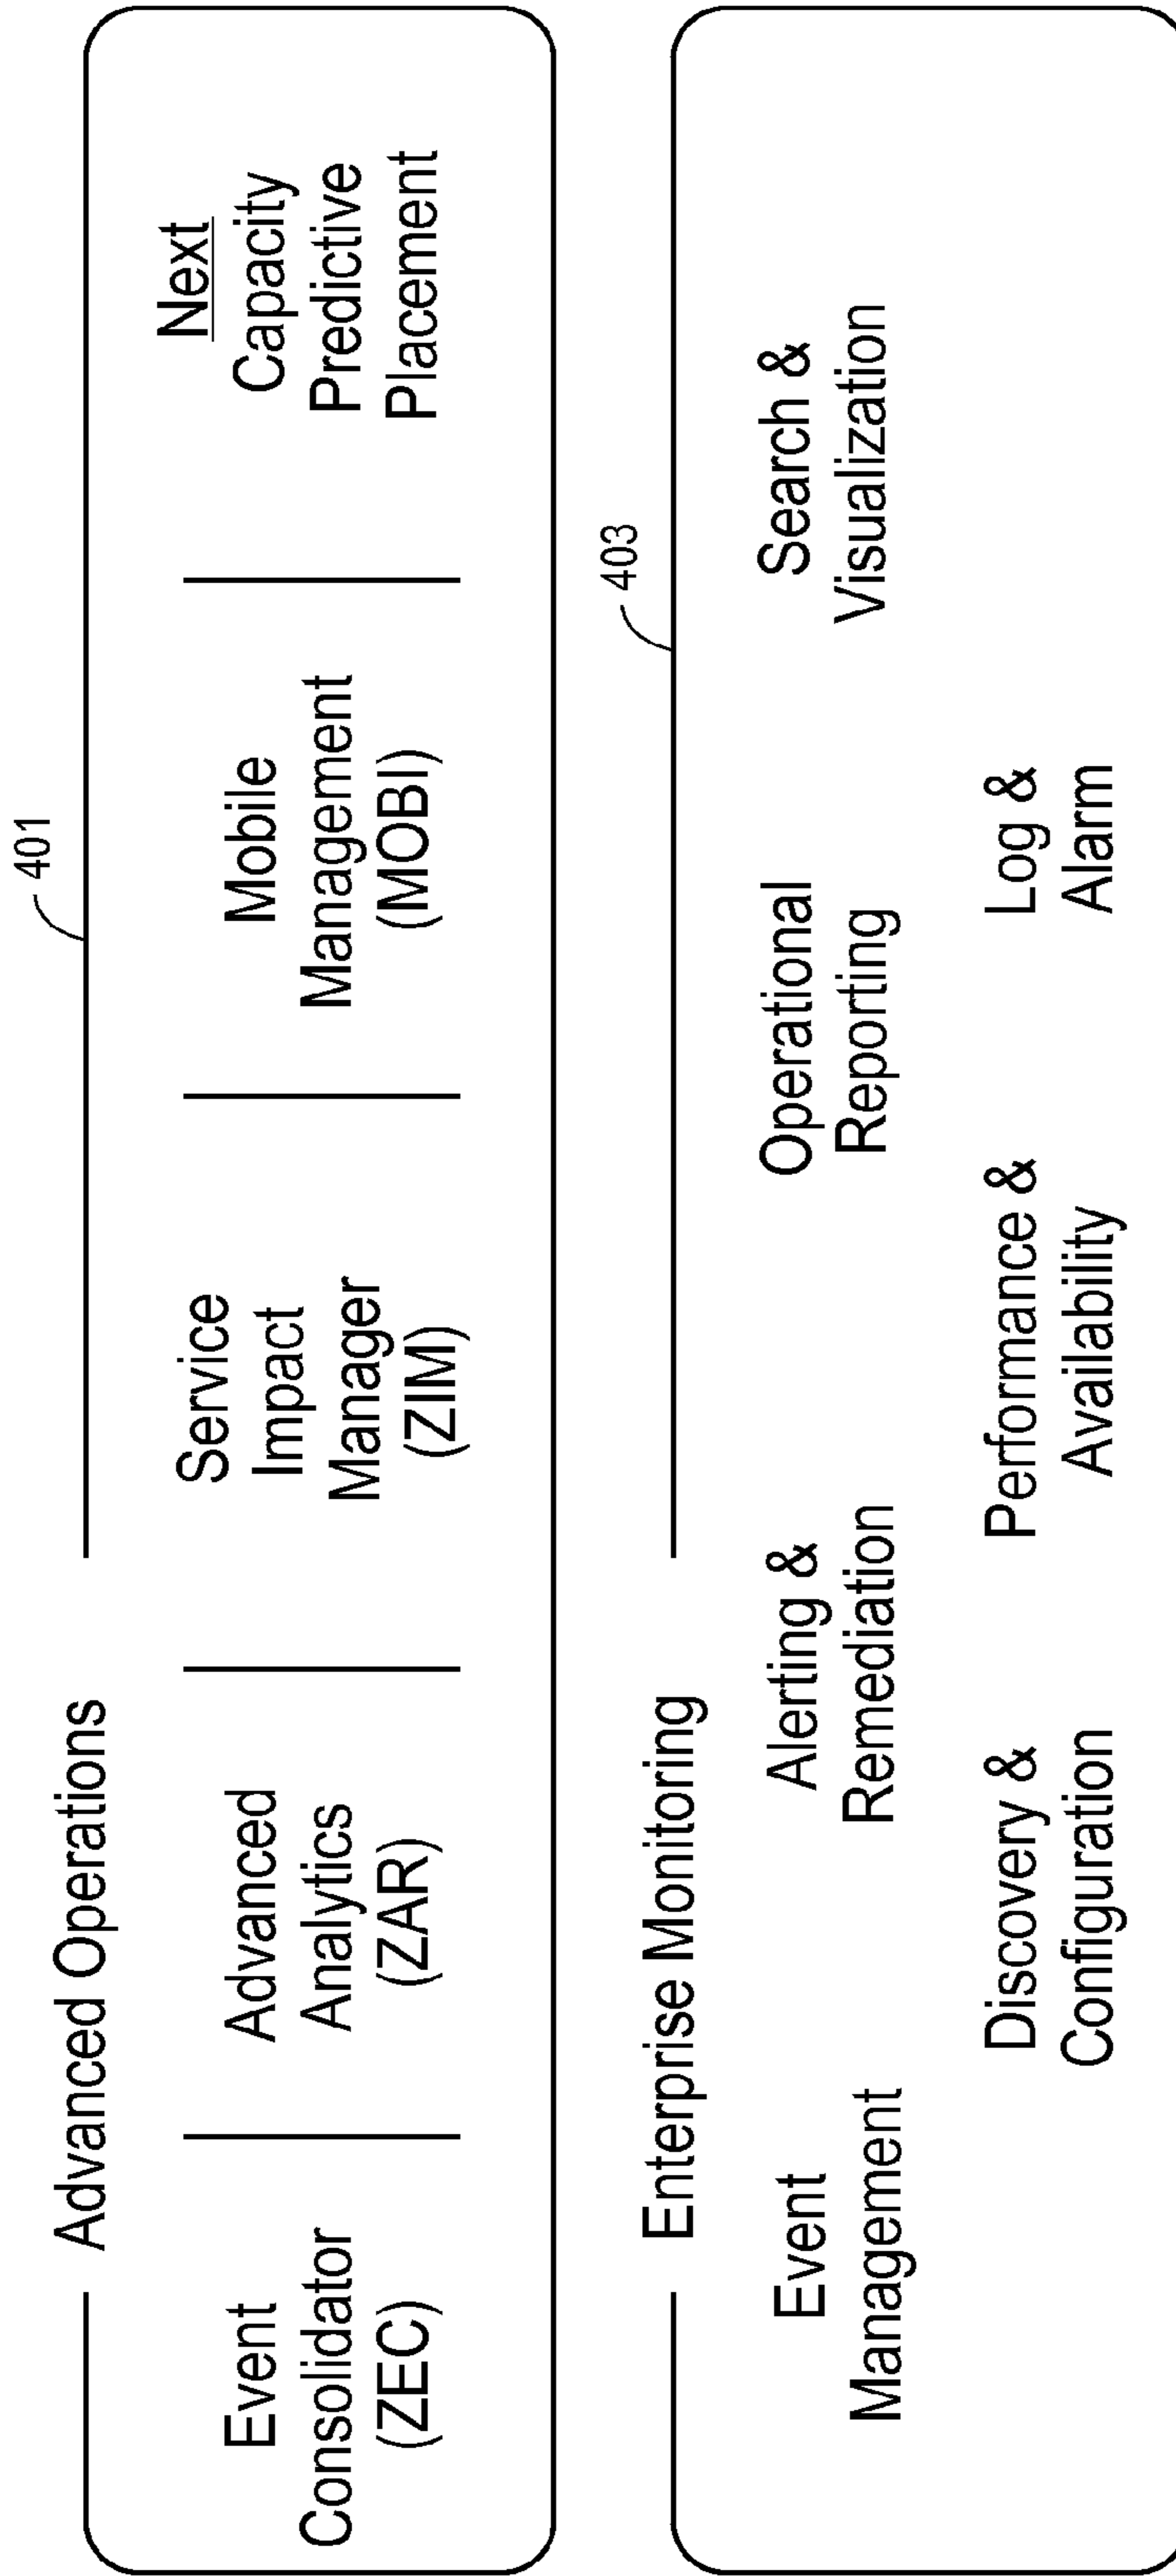 401
Advanced Operations
Event
Consolidator
(ZEC)
Advanced
Analytics
(ZAR)
Service
Impact
Manager
(ZIM)
Mobile
Management
(MOBI)
Next
Capacity
Predictive
Placement
403
Enterprise Monitoring
Event
Management
Alerting &
Remediation
Operational
Reporting
Search &
Visualization
Discovery &
Configuration
Performance &
Availability
Log &
Alarm